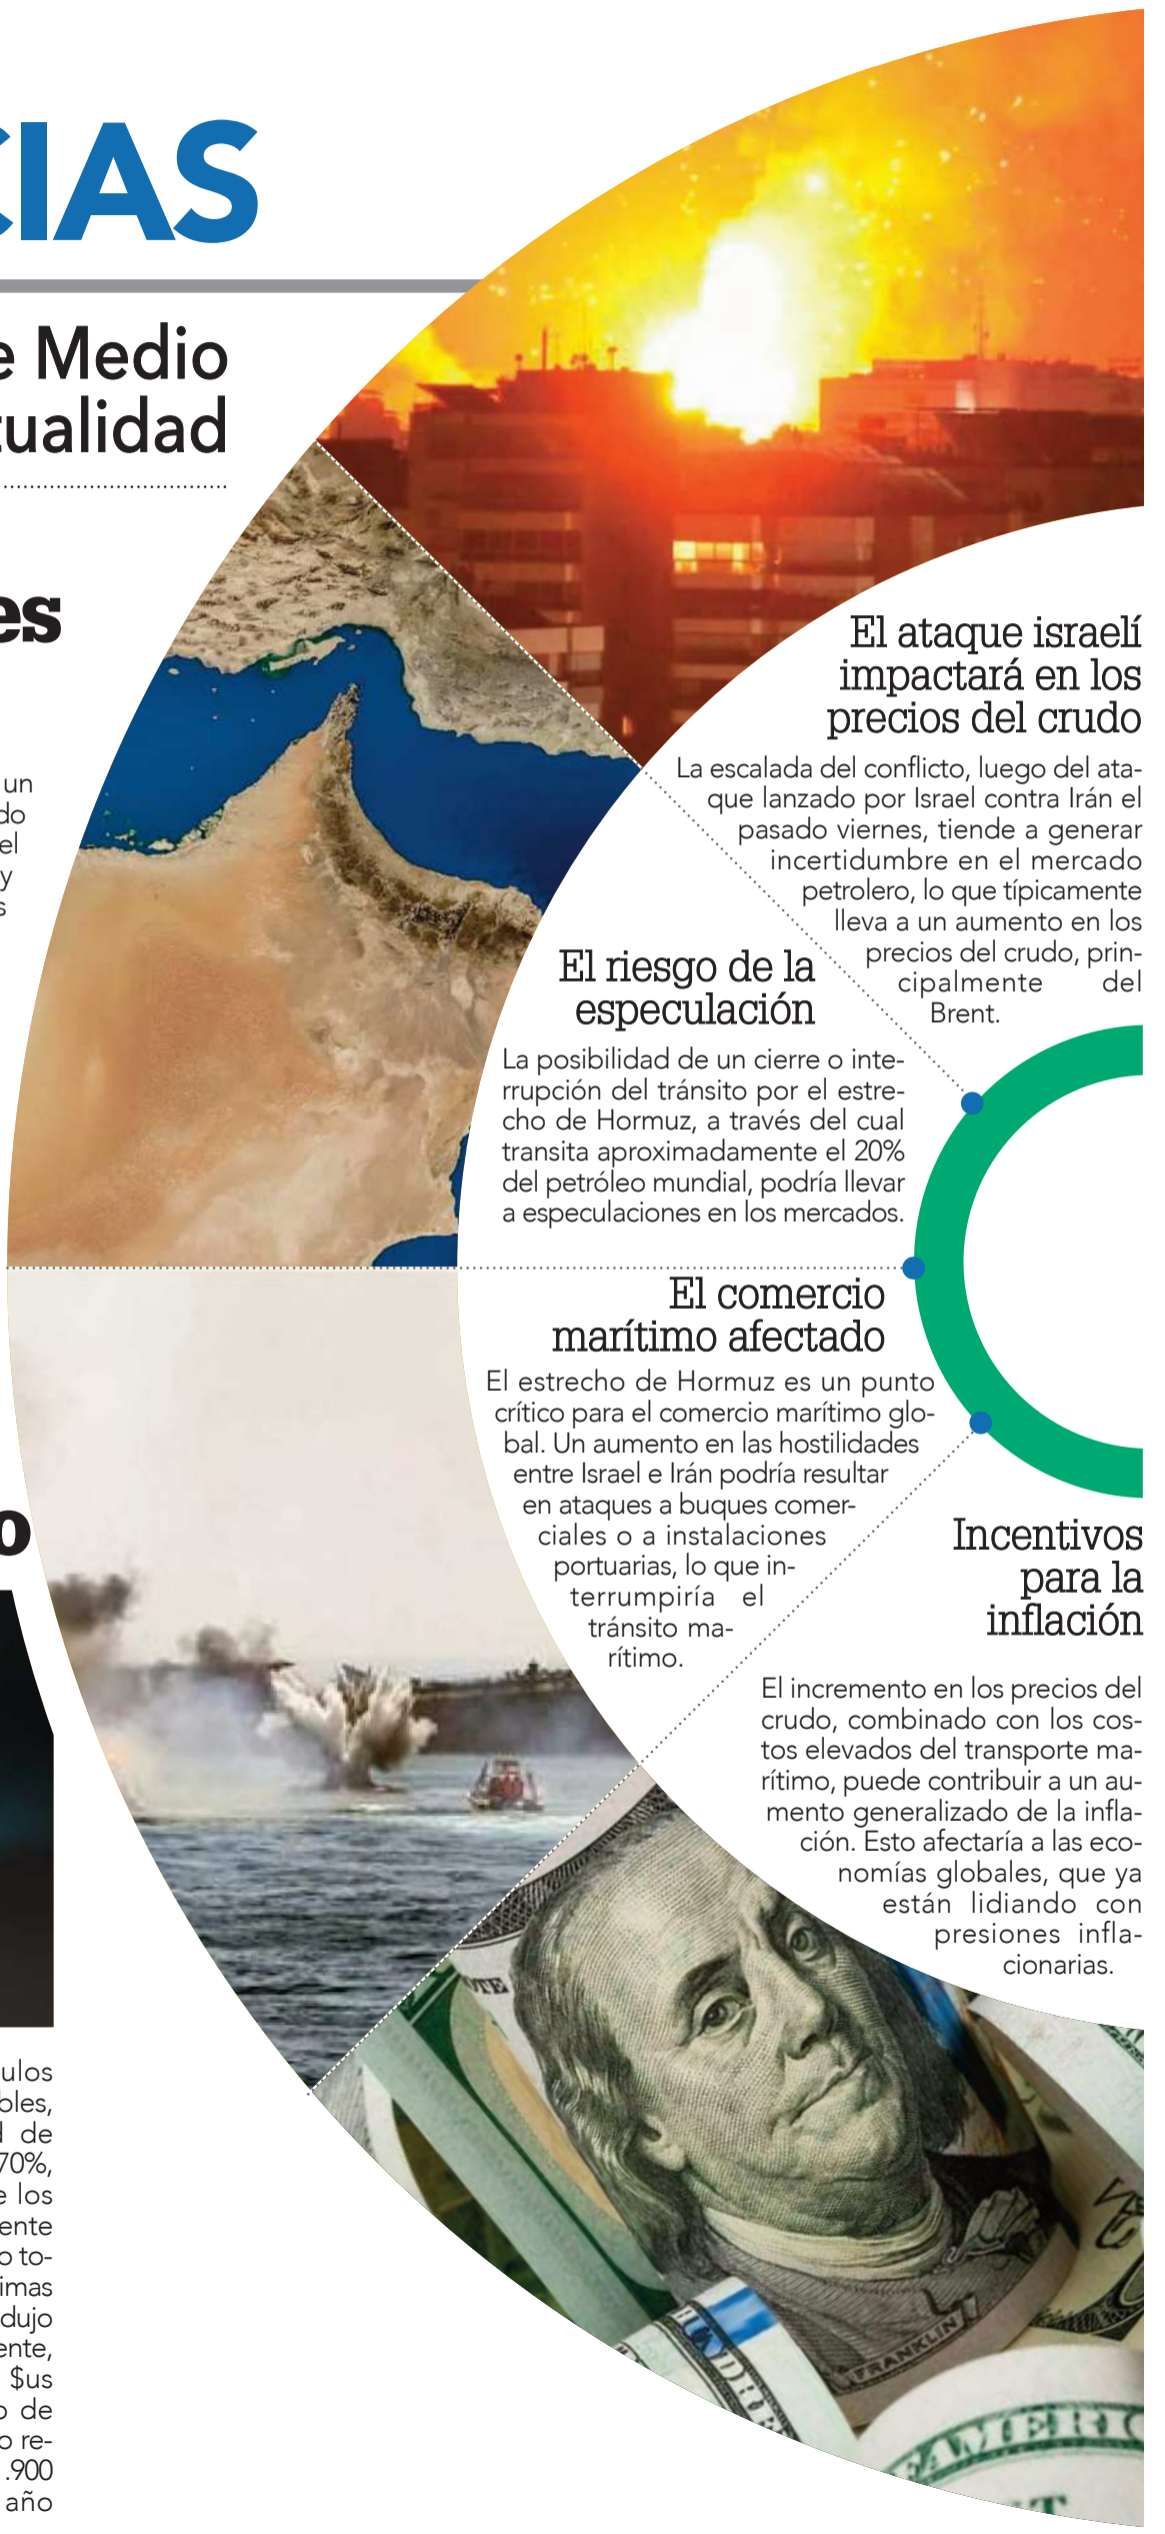 CIAS
e Medio
tualidad
es
un
do
el
y
s
o
ulos
bles,
d de
70%,
e los
ente
o to-
imas
dujo
ente,
$us
o de
o re-
.900
año
El ataque israelí
impactará en los
precios del crudo
La escalada del conflicto, luego del ata-
que lanzado por Israel contra Irán el
pasado viernes, tiende a generar
incertidumbre en el mercado
petrolero, lo que típicamente
lleva a un aumento en los
precios del crudo, prin-
cipalmente del
Brent.
El riesgo de la
especulación
La posibilidad de un cierre o inte-
rrupción del tránsito por el estre-
cho de Hormuz, a través del cual
transita aproximadamente el 20%
del petróleo mundial, podría llevar
a especulaciones en los mercados.
El comercio
marítimo afectado
El estrecho de Hormuz es un punto
crítico para el comercio marítimo glo-
bal. Un aumento en las hostilidades
entre Israel e Irán podría resultar
en ataques a buques comer-
ciales o a instalaciones
portuarias, lo que in-
terrumpiría el
tránsito ma-
rítimo.
Incentivos
para la
inflación
El incremento en los precios del
crudo, combinado con los cos-
tos elevados del transporte ma-
rítimo, puede contribuir a un au-
mento generalizado de la infla-
ción. Esto afectaría a las eco-
nomías globales, que ya
están lidiando con
presiones infla-
cionarias.
FRANKLIN